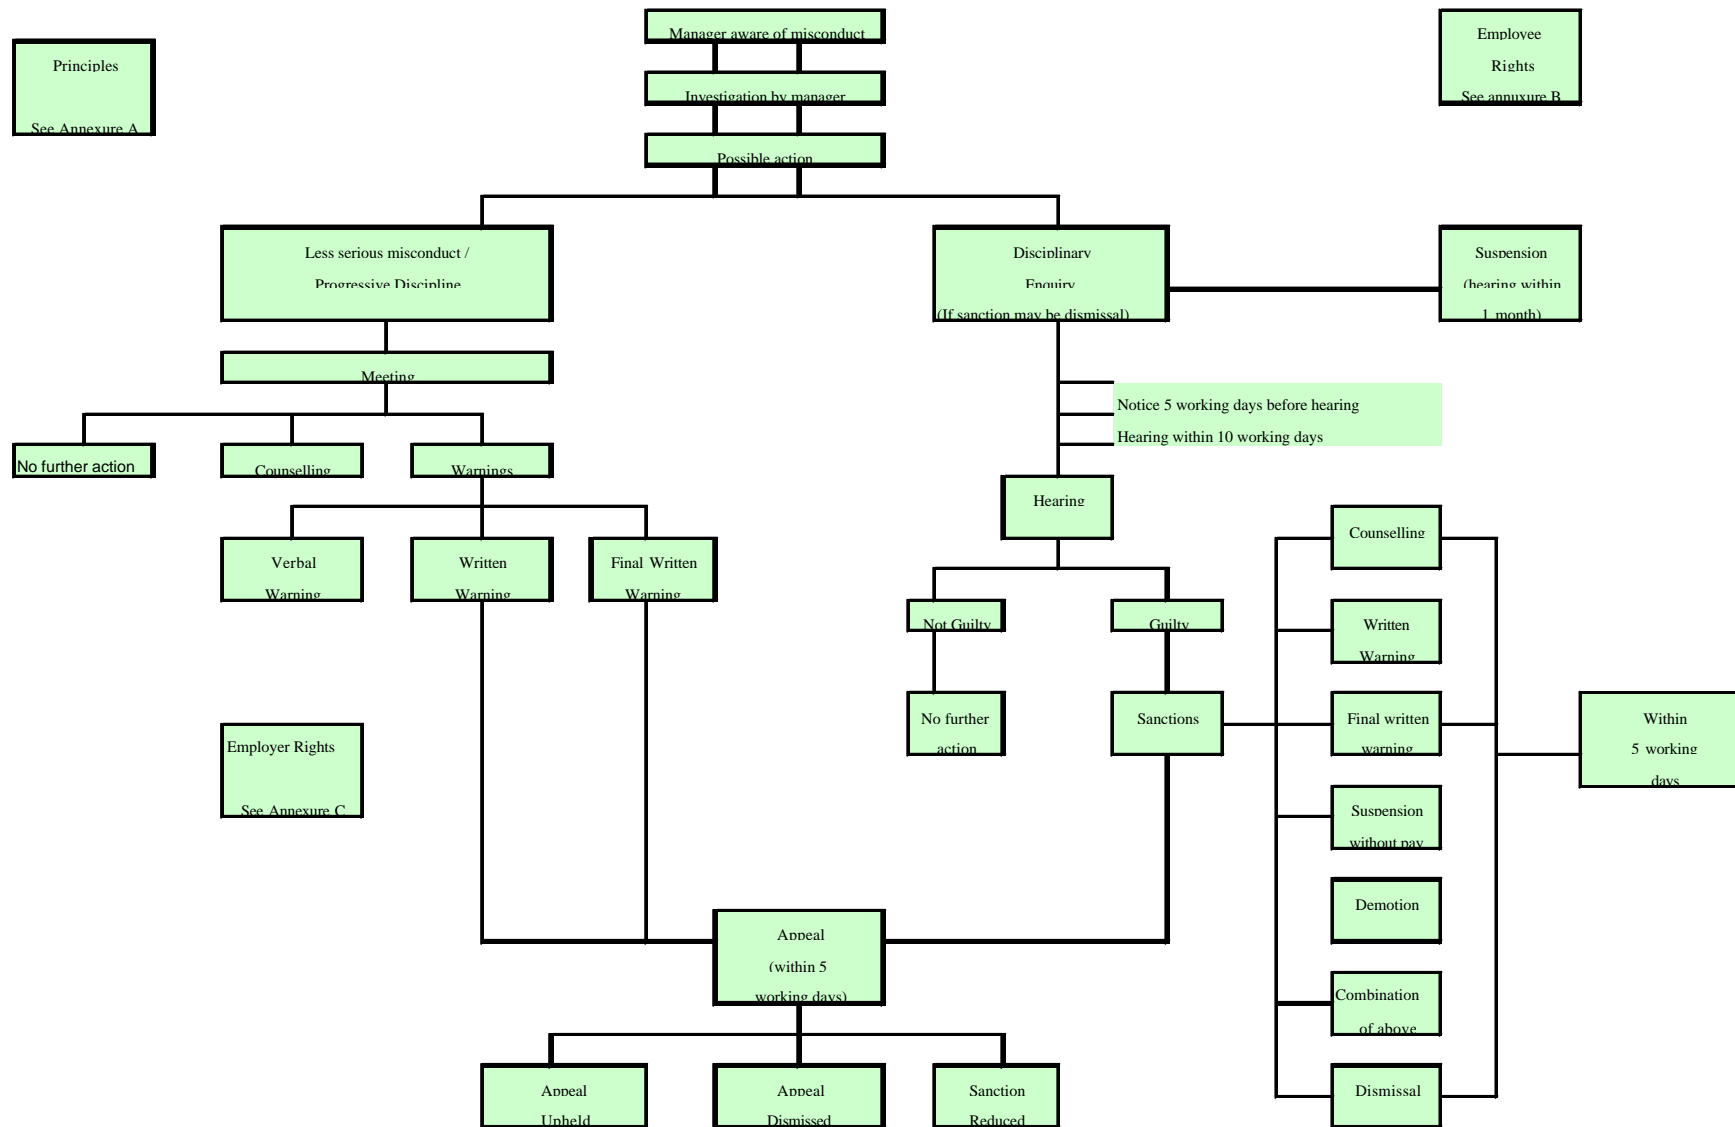 Manager aware of misconduct
Employee
Rights
See annuxure B
Principles
See Annexure A
Investigation by manager
Possible action
Less serious misconduct /
Progressive Discipline
Disciplinary
Enquiry
(If sanction may be dismissal)
Suspension
(hearing within
1 month)
Meeting
Notice 5 working days before hearing
Hearing within 10 working days
No further action
Counselling
Warnings
Hearing
Verbal
Warning
Written
Warning
Final Written
Warning
Not Guilty
Guilty
No further
action
Sanctions
Counselling
Written
Warning
Final written
warning
Suspension
without pay
Demotion
Combination
of above
Dismissal
Within
5 working
days
Employer Rights
See Annexure C
Appeal
(within 5
working days)
Appeal
Upheld
Appeal
Dismissed
Sanction
Reduced